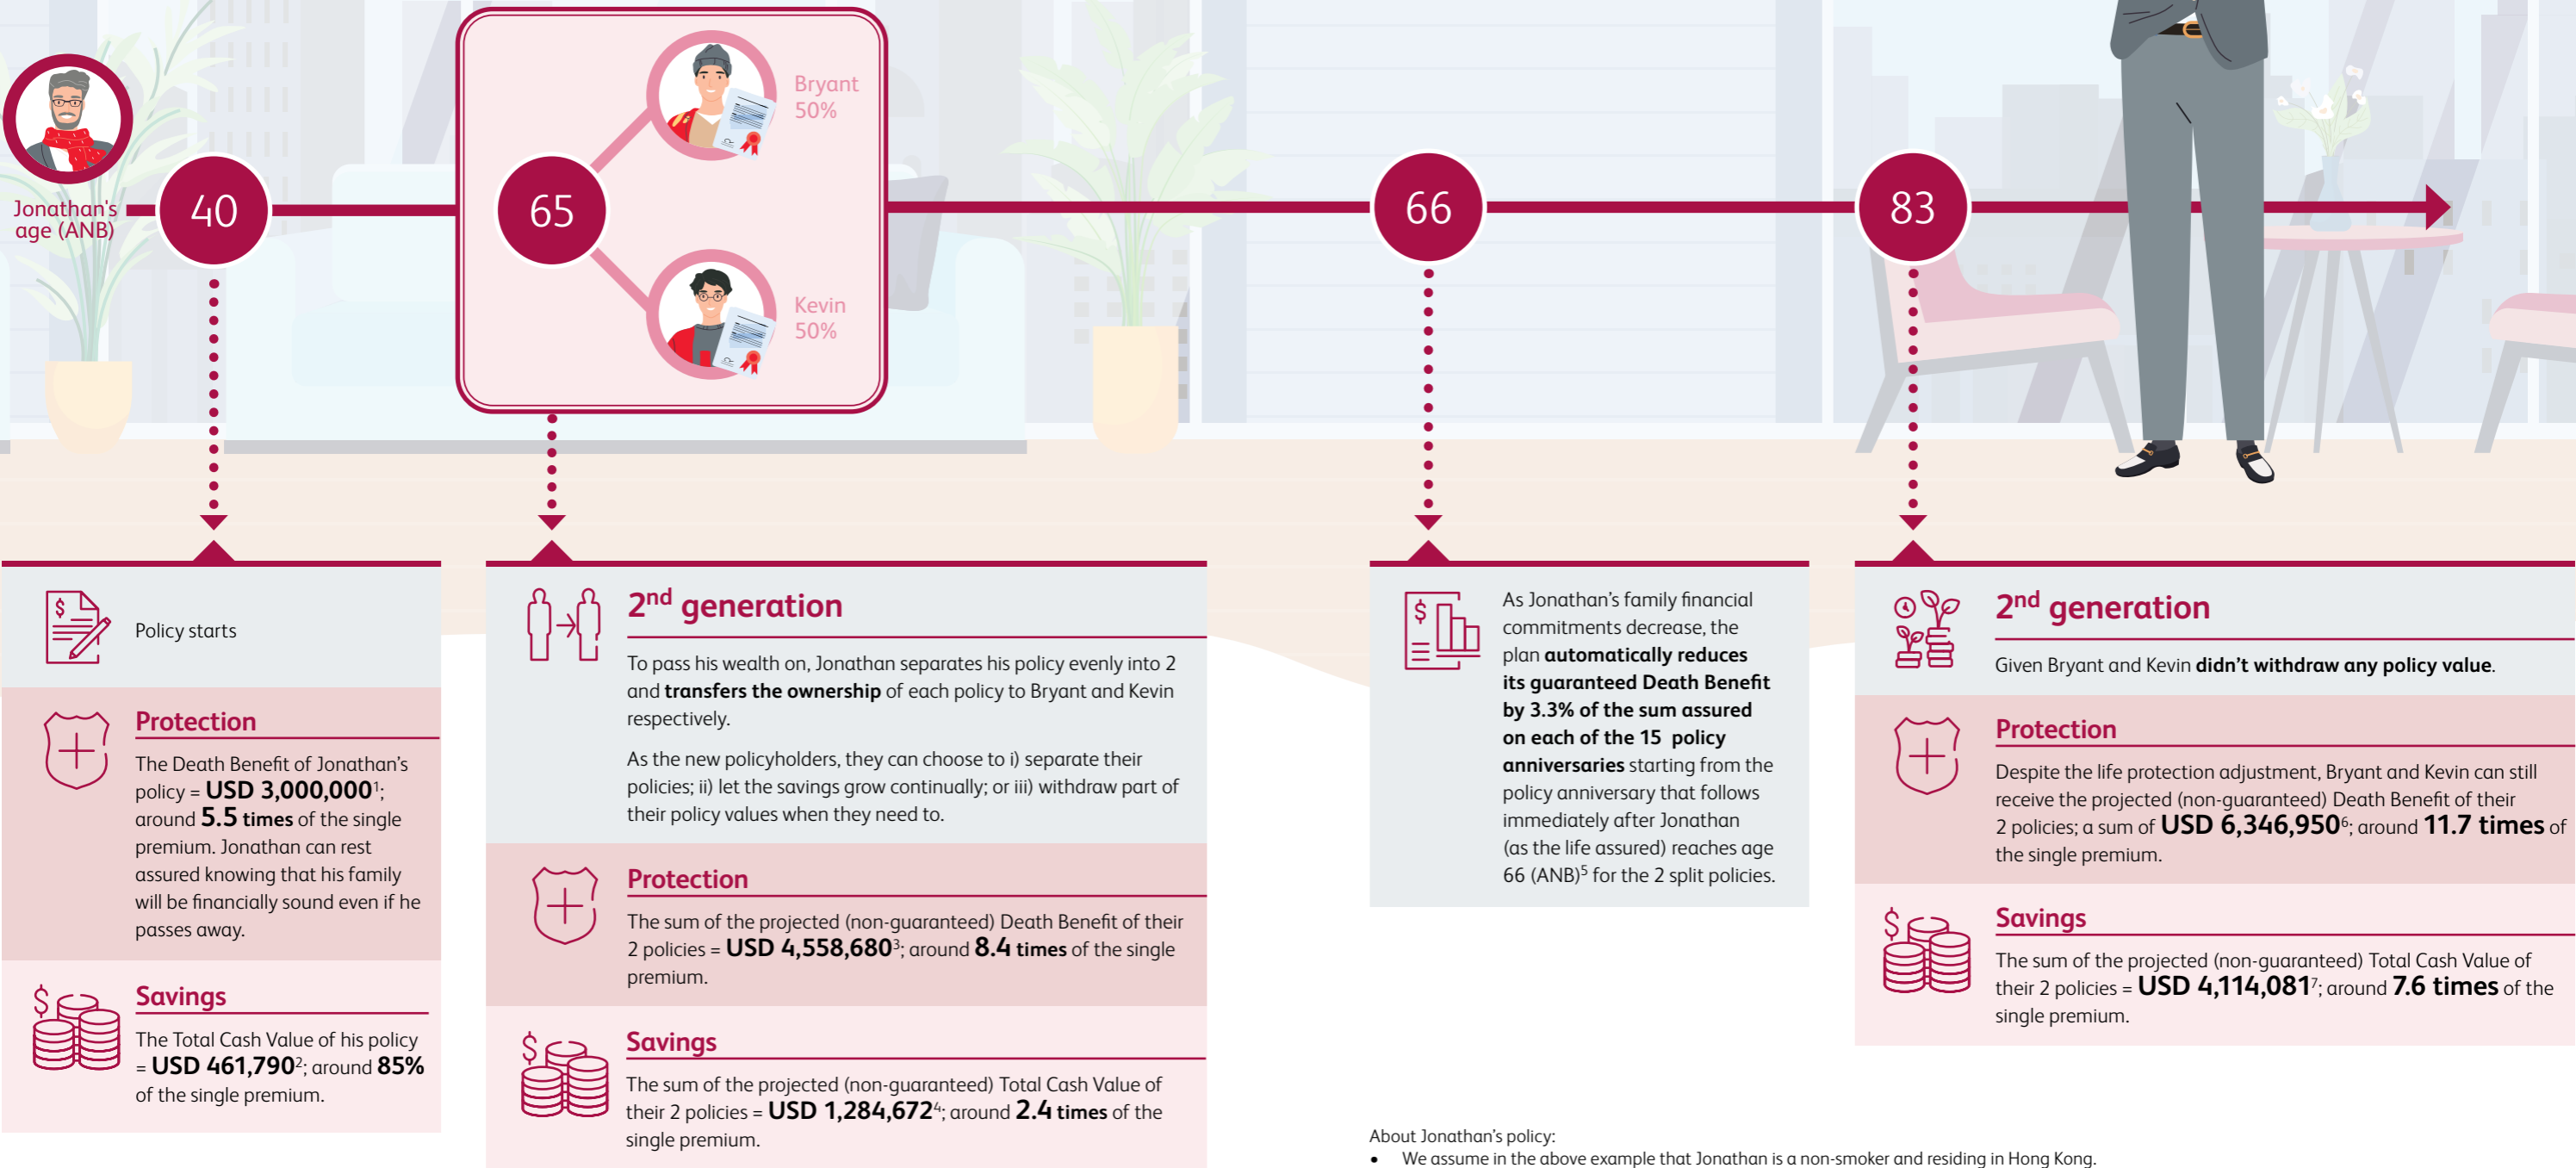 Jonathan's
age (ANB)
40
65
Bryant
50%
Kevin
50%
66
83
Policy starts
Protection
The Death Benefit of Jonathan's
policy = USD 3,000,000¹;
around 5.5 times of the single
premium. Jonathan can rest
assured knowing that his family
will be financially sound even if he
passes away.
Savings
The Total Cash Value of his policy
= USD 461,790²; around 85%
of the single premium.
2nd generation
To pass his wealth on, Jonathan separates his policy evenly into 2
and transfers the ownership of each policy to Bryant and Kevin
respectively.
As the new policyholders, they can choose to i) separate their
policies; ii) let the savings grow continually; or iii) withdraw part of
their policy values when they need to.
Protection
The sum of the projected (non-guaranteed) Death Benefit of their
2 policies = USD 4,558,680³; around 8.4 times of the single
premium.
Savings
The sum of the projected (non-guaranteed) Total Cash Value of
their 2 policies = USD 1,284,672⁴; around 2.4 times of the
single premium.
As Jonathan's family financial
commitments decrease, the
plan automatically reduces
its guaranteed Death Benefit
by 3.3% of the sum assured
on each of the 15 policy
anniversaries starting from the
policy anniversary that follows
immediately after Jonathan
(as the life assured) reaches age
66 (ANB)⁵ for the 2 split policies.
2nd generation
Given Bryant and Kevin didn't withdraw any policy value.
Protection
Despite the life protection adjustment, Bryant and Kevin can still
receive the projected (non-guaranteed) Death Benefit of their
2 policies; a sum of USD 6,346,950⁶; around 11.7 times of
the single premium.
Savings
The sum of the projected (non-guaranteed) Total Cash Value of
their 2 policies = USD 4,114,081⁷; around 7.6 times of the
single premium.
About Jonathan's policy:
• We assume in the above example that Jonathan is a non-smoker and residing in Hong Kong.